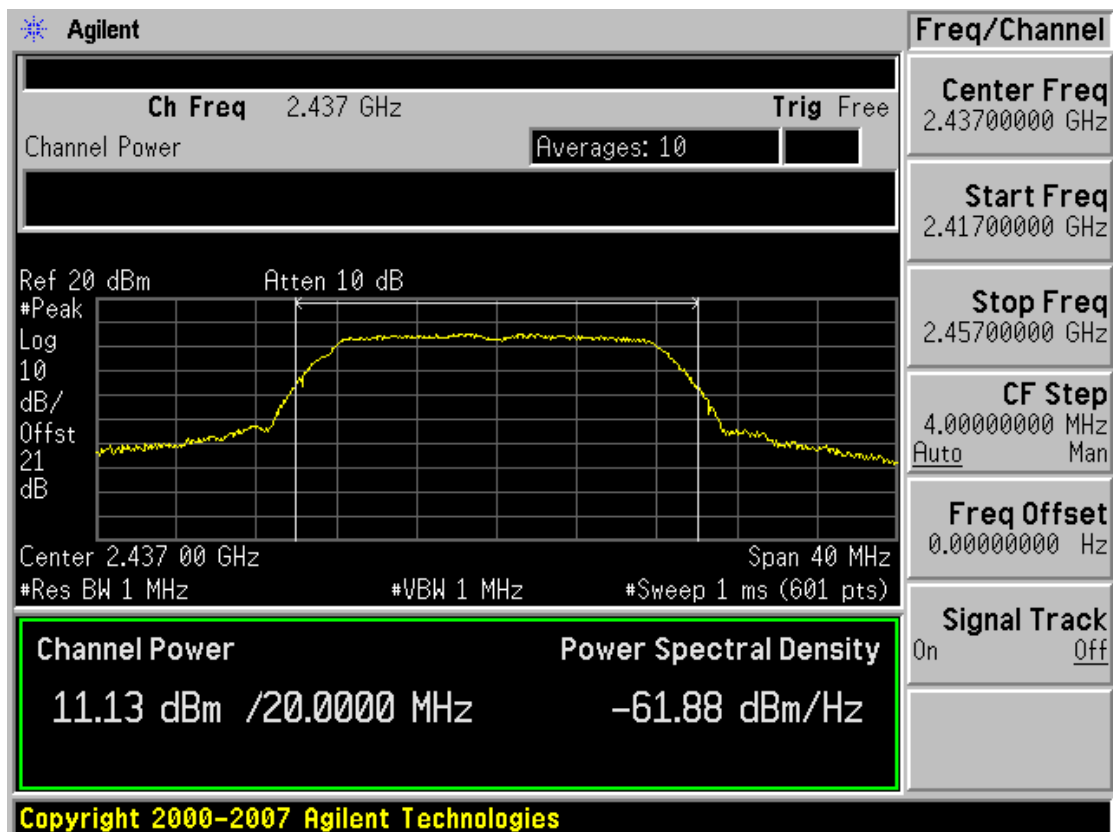 Agilent
Freq/Channel
Ch Freq 2.437 GHz Trig Free
Channel Power Averages: 10
Ref 20 dBm Atten 10 dB
#Peak
Log
10
dB/
Offst
21
dB
Center 2.437 00 GHz Span 40 MHz
#Res BW 1 MHz #VBW 1 MHz #Sweep 1 ms (601 pts)
Channel Power Power Spectral Density
11.13 dBm /20.0000 MHz -61.88 dBm/Hz
Center Freq
2.43700000 GHz
Start Freq
2.41700000 GHz
Stop Freq
2.45700000 GHz
CF Step
4.00000000 MHz
Auto Man
Freq Offset
0.00000000 Hz
Signal Track
On Off
Copyright 2000-2007 Agilent Technologies